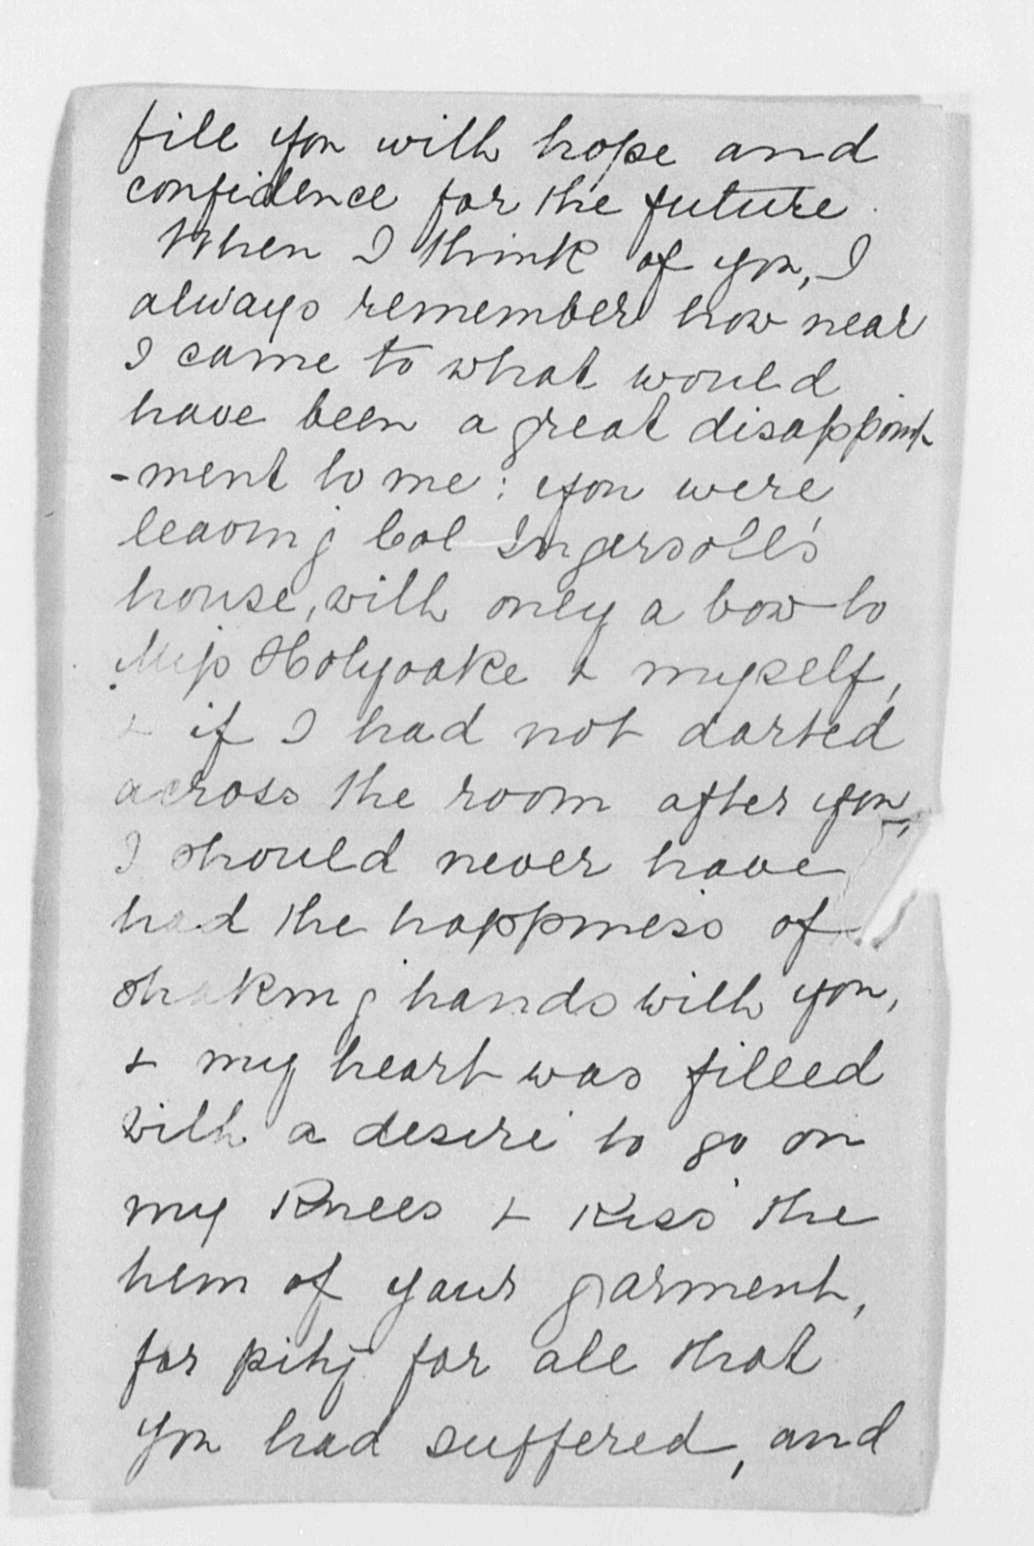 fill you with hope and
confidence for the future.
When I think of you, I
always remember how near
I came to what would
have been a great disappoint
-ment to me: you were
leaving Col Ingersoll's
house, with only a bow to
Miss Holyoake & myself,
& if I had not darted
across the room after you,
I should never have
had the happiness of
shaking hands with you,
& my heart was filled
with a desire to go on
my knees & kiss the
hem of your garment,
for pity for all that
you had suffered, and